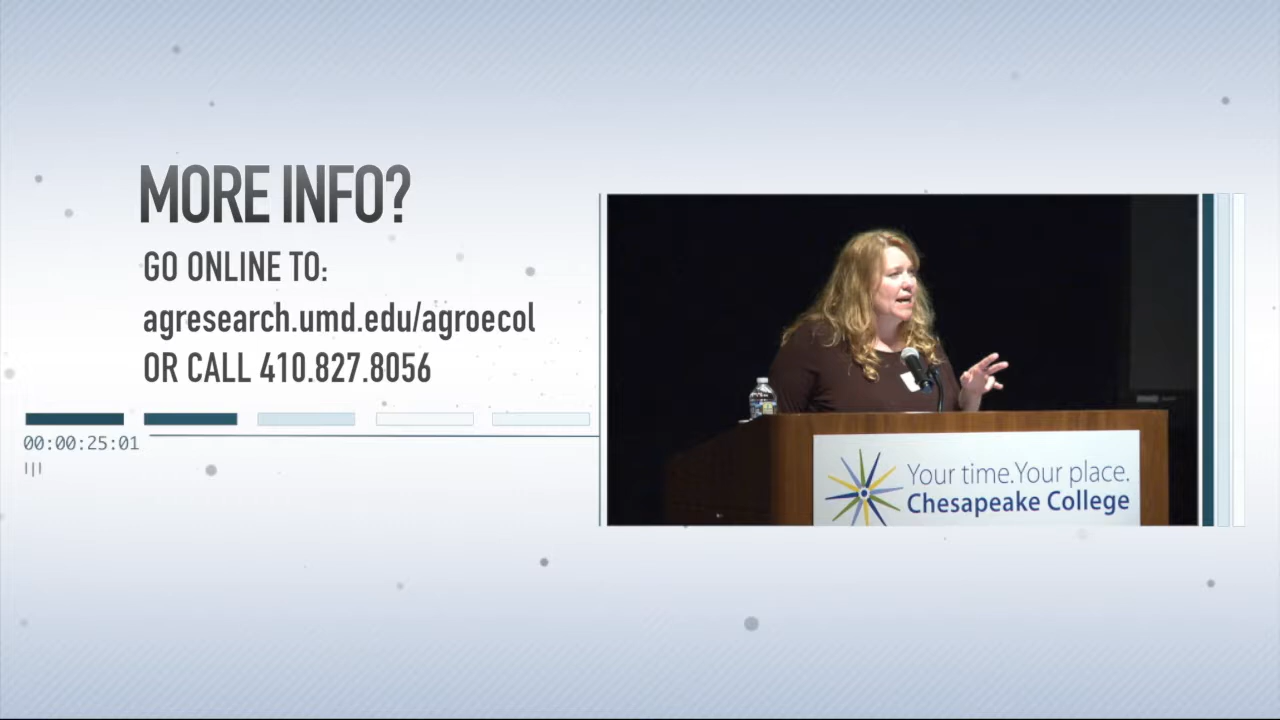 MORE INFO?
GO ONLINE TO:
agresearch.umd.edu/agroecol
OR CALL 410.827.8056
00:00:25:01
Your time.Your place.
Chesapeake College